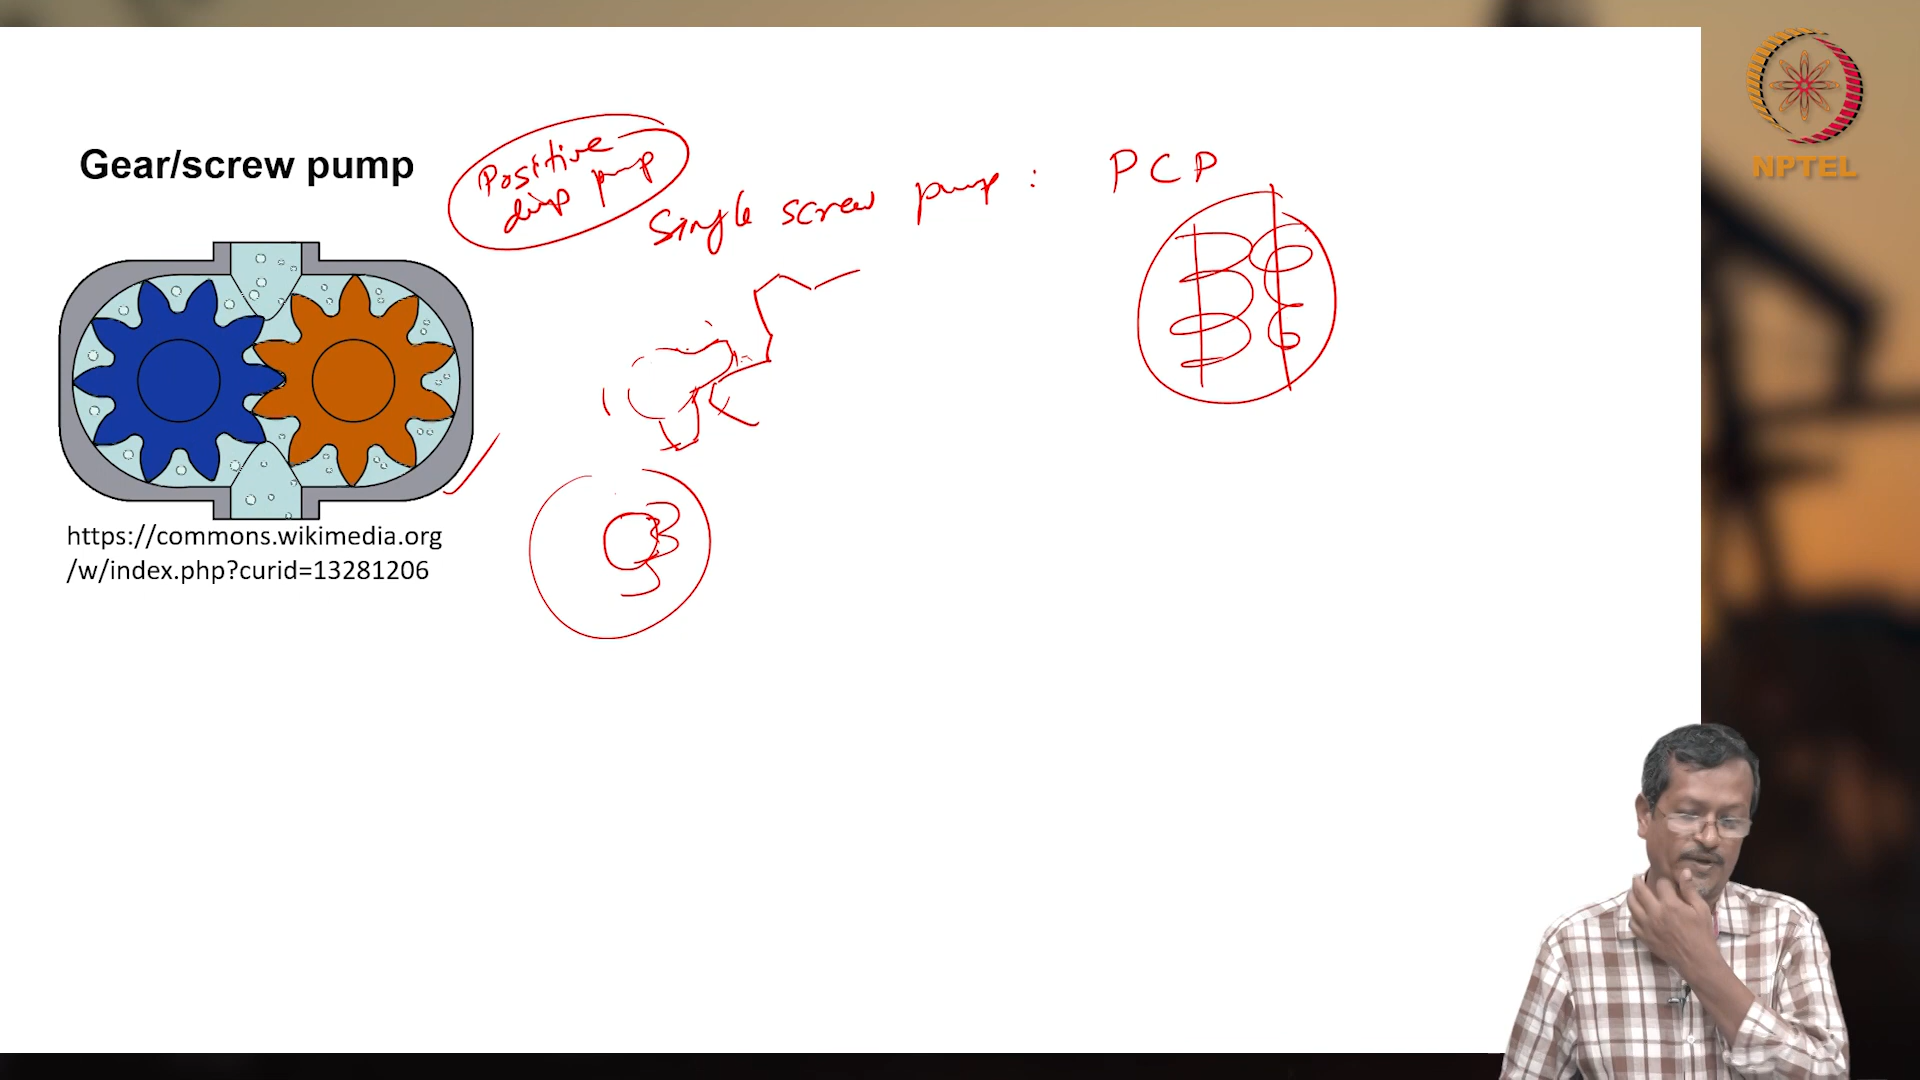 Gear/screw pump
Positive
disp pump
Single screw pump : PCP
https://commons.wikimedia.org
/w/index.php?curid=13281206
NPTEL